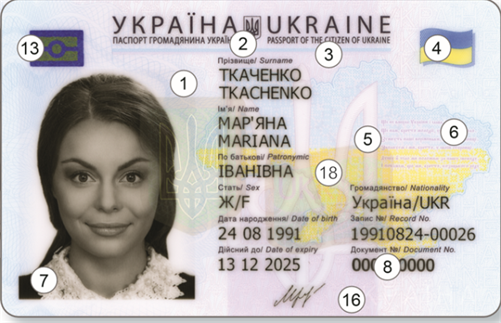 УКРАЇНА UKRAINE
ПАСПОРТ ГРОМАДЯНИНА УКРАЇНИ PASSPORT OF THE CITIZEN OF UKRAINE
13
2
3
4
Прізвище/ Surname
ТКАЧЕНКО
1
TKACHENKO
Ім'я/ Name
МАР'ЯНА
MARIANA
5
6
По батькові/ Patronymic
ІВАНІВНА
18
Стать/ Sex
Громадянство/ Nationality
Ж/F
Україна/UKR
Дата народження/ Date of birth
Запис №/ Record No.
24 08 1991
19910824-00026
Дійсний до/ Date of expiry
Документ №/ Document No.
7
13 12 2025
8
0000
16